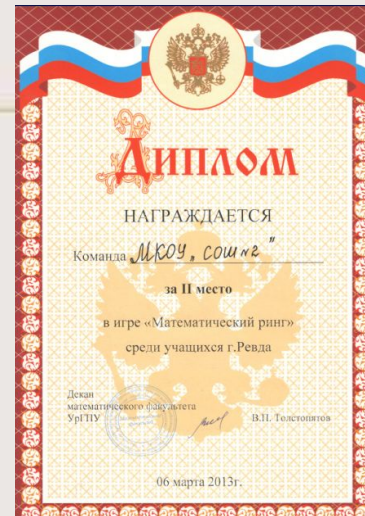 Диплом
НАГРАЖДАЕТСЯ
Команда МКОУ „СОШ №2"
за II место
в игре «Математический ринг»
среди учащихся г.Ревда
Декан
математического факультета
УрГПУ В.П. Толстопятов
06 марта 2013г.